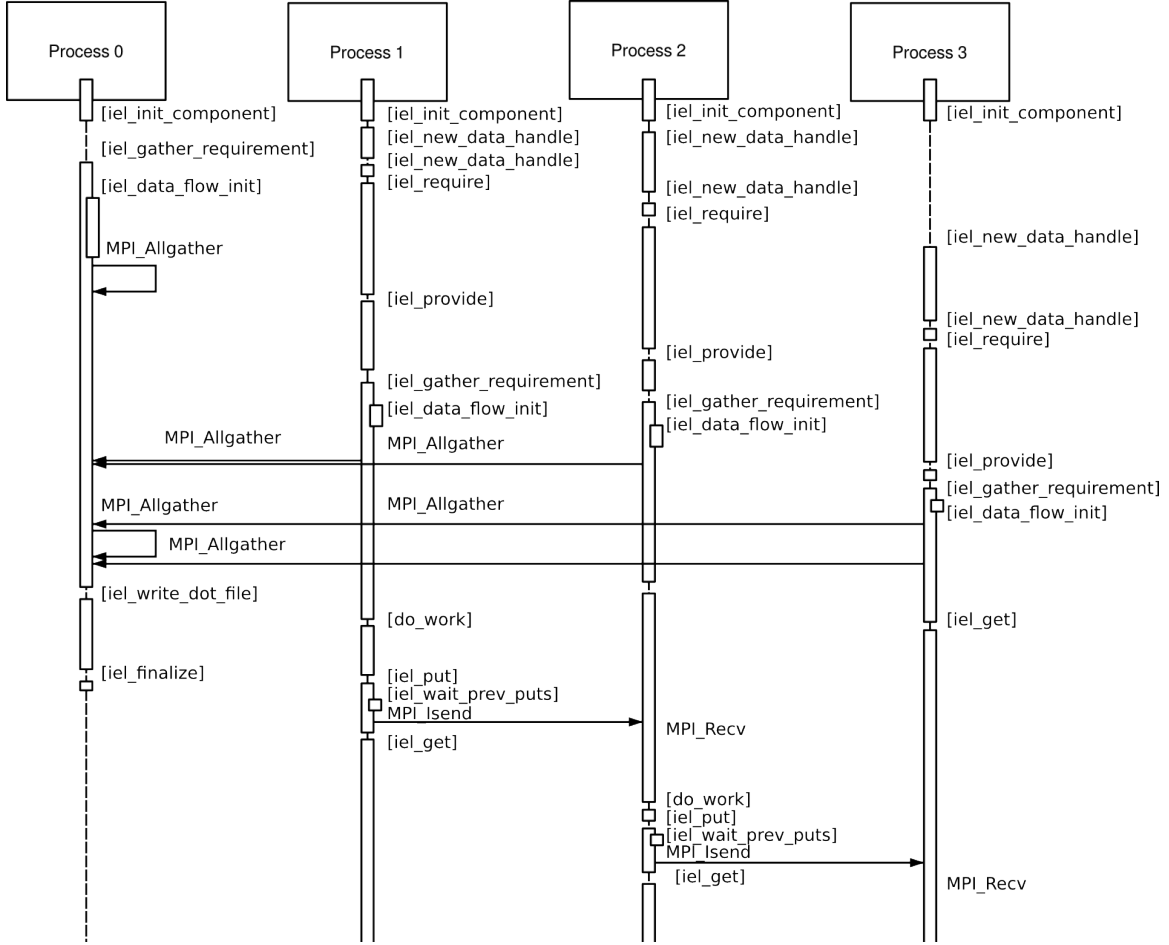 Process 0
Process 1
Process 2
Process 3
[iel_init_component]
[iel_gather_requirement]
[iel_data_flow_init]
MPI_Allgather
MPI_Allgather
MPI_Allgather
MPI_Allgather
[iel_write_dot_file]
[iel_finalize]
[iel_init_component]
[iel_new_data_handle]
[iel_new_data_handle]
[iel_require]
[iel_provide]
[iel_gather_requirement]
[iel_data_flow_init]
MPI_Allgather
MPI_Allgather
[do_work]
[iel_put]
[iel_wait_prev_puts]
MPI_Isend
[iel_get]
[iel_init_component]
[iel_new_data_handle]
[iel_new_data_handle]
[iel_require]
[iel_provide]
[iel_gather_requirement]
[iel_data_flow_init]
MPI_Recv
[do_work]
[iel_put]
[iel_wait_prev_puts]
MPI_Isend
[iel_get]
[iel_init_component]
[iel_new_data_handle]
[iel_new_data_handle]
[iel_require]
[iel_provide]
[iel_gather_requirement]
[iel_data_flow_init]
[iel_get]
MPI_Recv